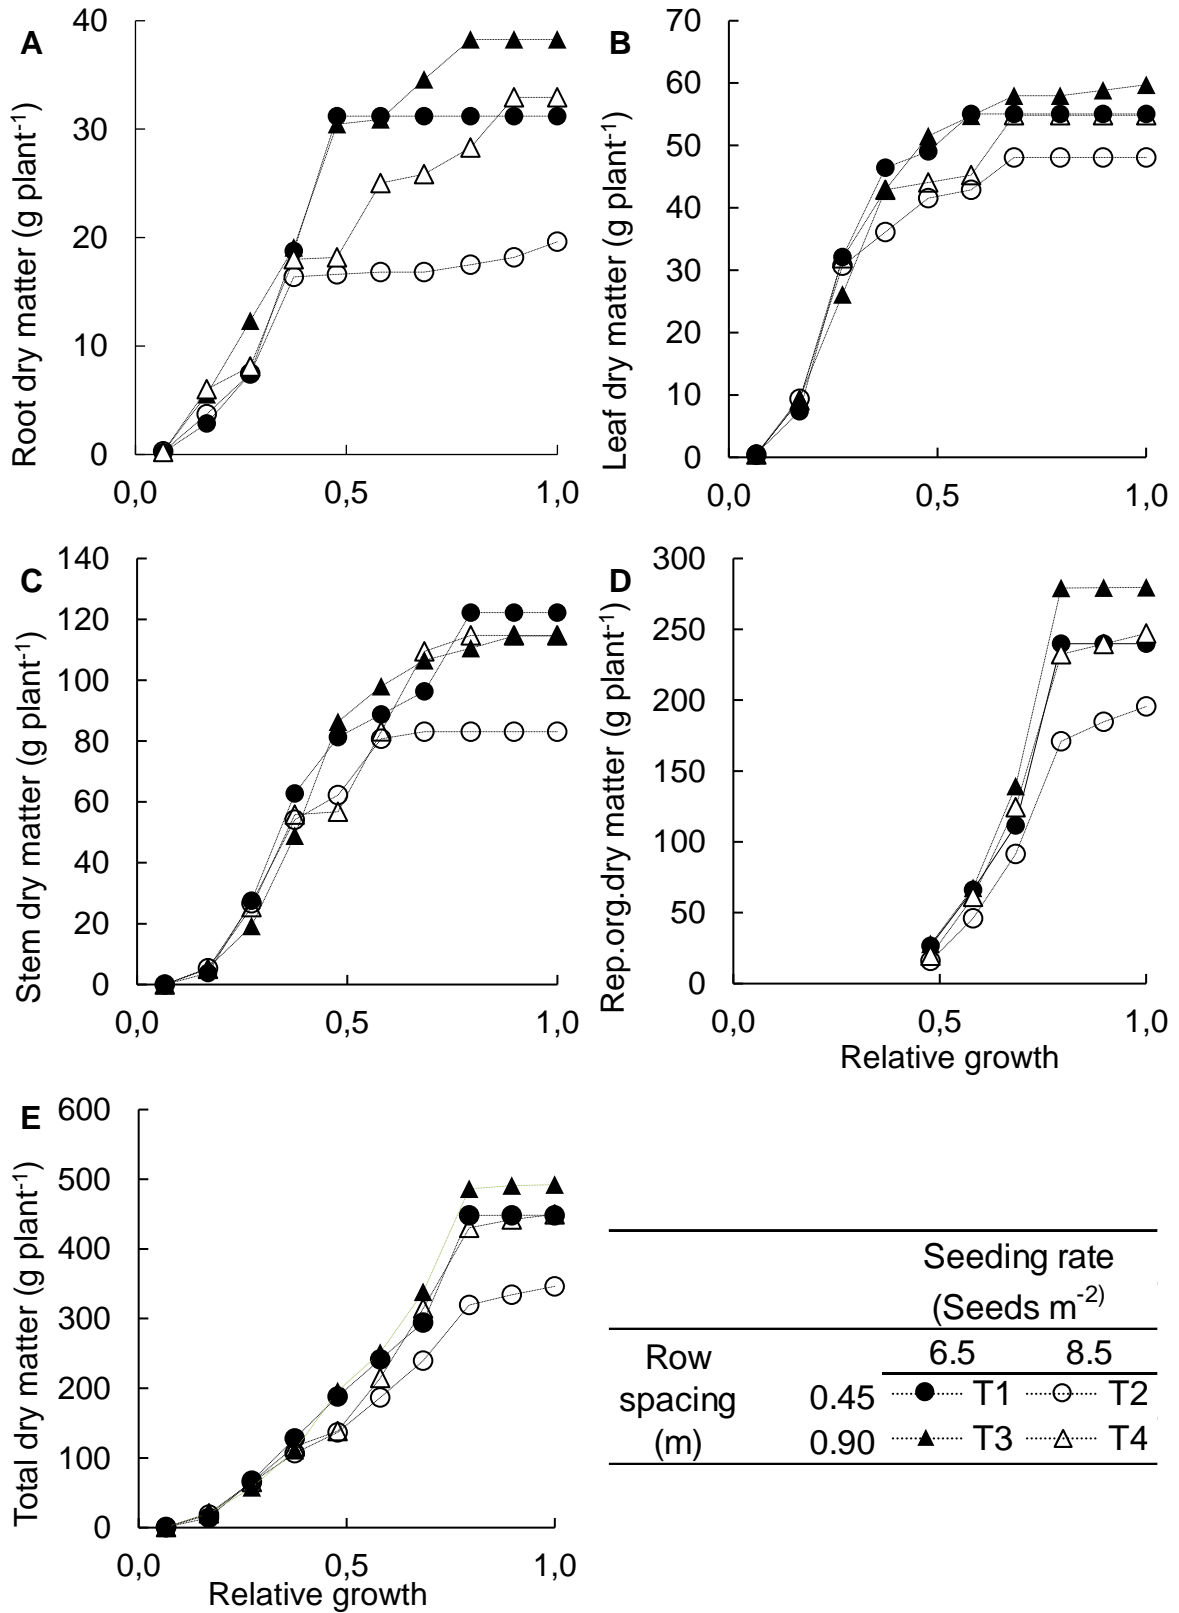 A
Root dry matter (g plant-1)
40
30
20
10
0
0,0 0,5 1,0
B
Leaf dry matter (g plant-1)
70
60
50
40
30
20
10
0
0,0 0,5 1,0
C
Stem dry matter (g plant-1)
140
120
100
80
60
40
20
0
0,0 0,5 1,0
D
Rep.org.dry matter (g plant-1)
300
250
200
150
100
50
0
0,0 0,5 1,0
Relative growth
E
Total dry matter (g plant-1)
600
500
400
300
200
100
0
0,0 0,5 1,0
Relative growth
Seeding rate
(Seeds m-2)
6.5 8.5
Row
spacing
(m)
0.45 T1 T2
0.90 T3 T4